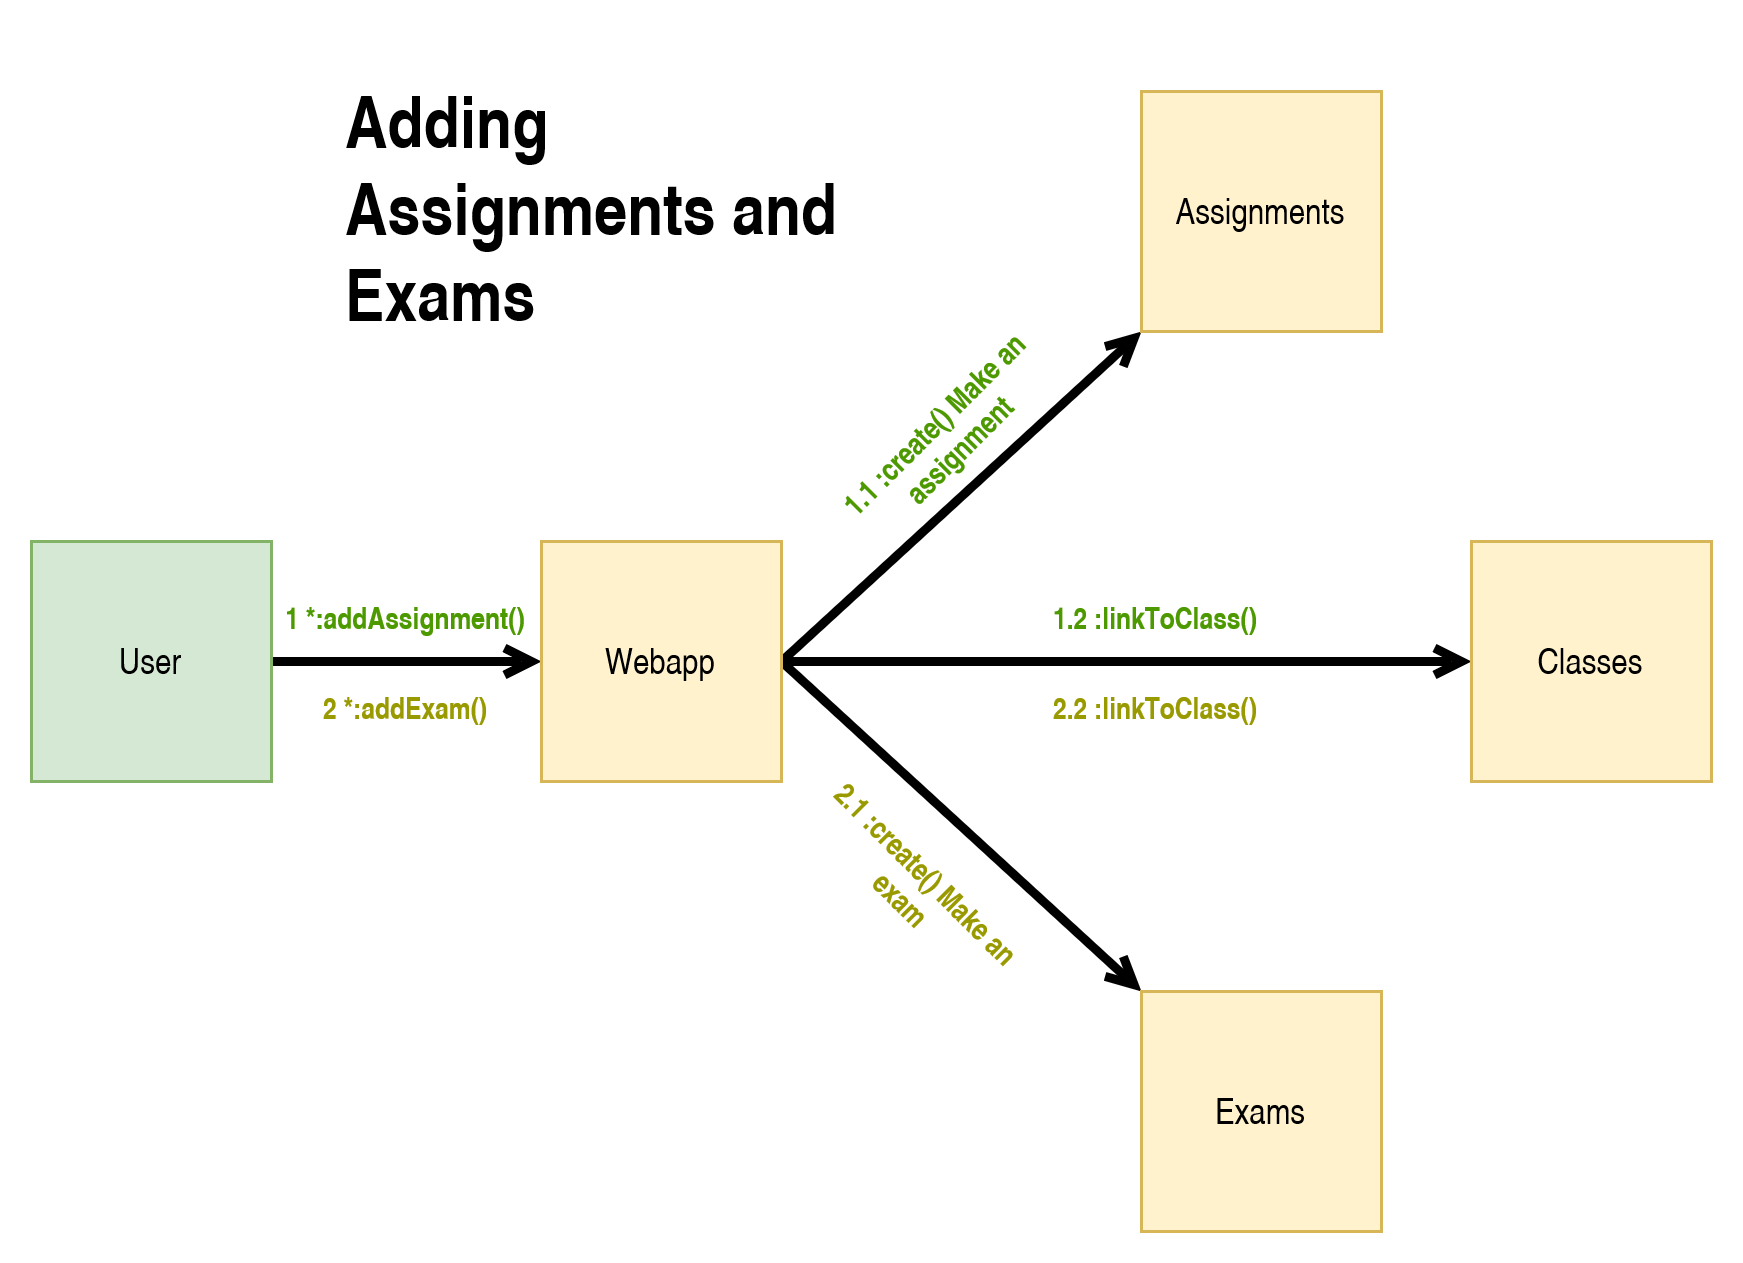 Adding
Assignments and
Exams
Assignments
1.1 :create() Make an
assignment
User
1 *:addAssignment()
2 *:addExam()
Webapp
1.2 :linkToClass()
2.2 :linkToClass()
Classes
2.1 :create() Make an
exam
Exams